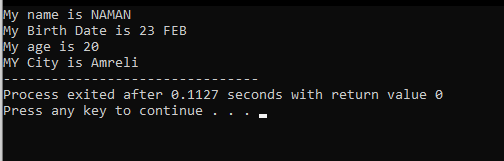 My name is NAMAN
My Birth Date is 23 FEB
My age is 20
MY City is Amreli
--------------------------------
Process exited after 0.1127 seconds with return value 0
Press any key to continue . . .